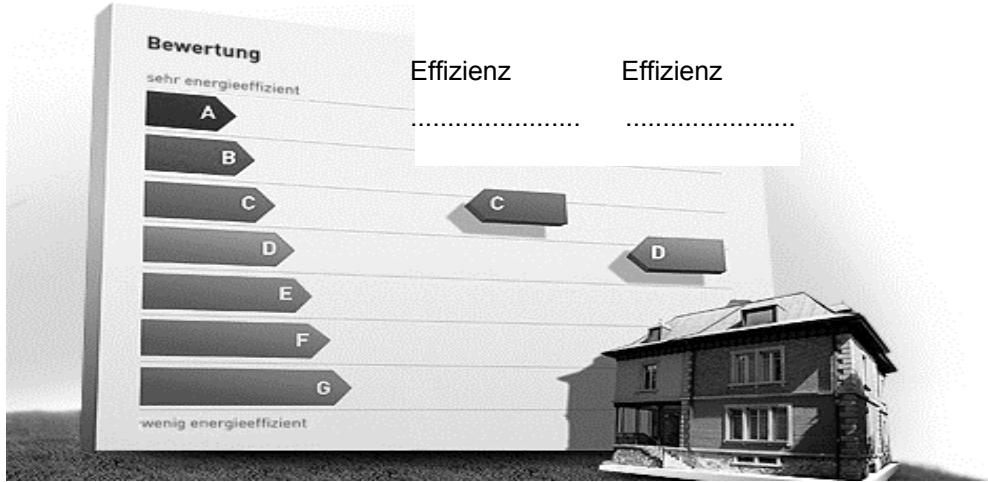 Bewertung
Effizienz Effizienz
sehr energieeffizient
....................... .......................
A
B
C C
D D
E
F
G
wenig energieeffizient